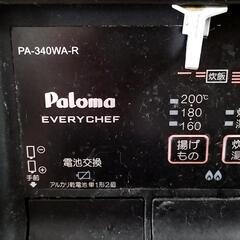 PA-340WA-R
炊飯
Paloma
EVERYCHEF
200℃
180
160
揚げもの
電池交換
手前
アルカリ乾電池 単1形2個